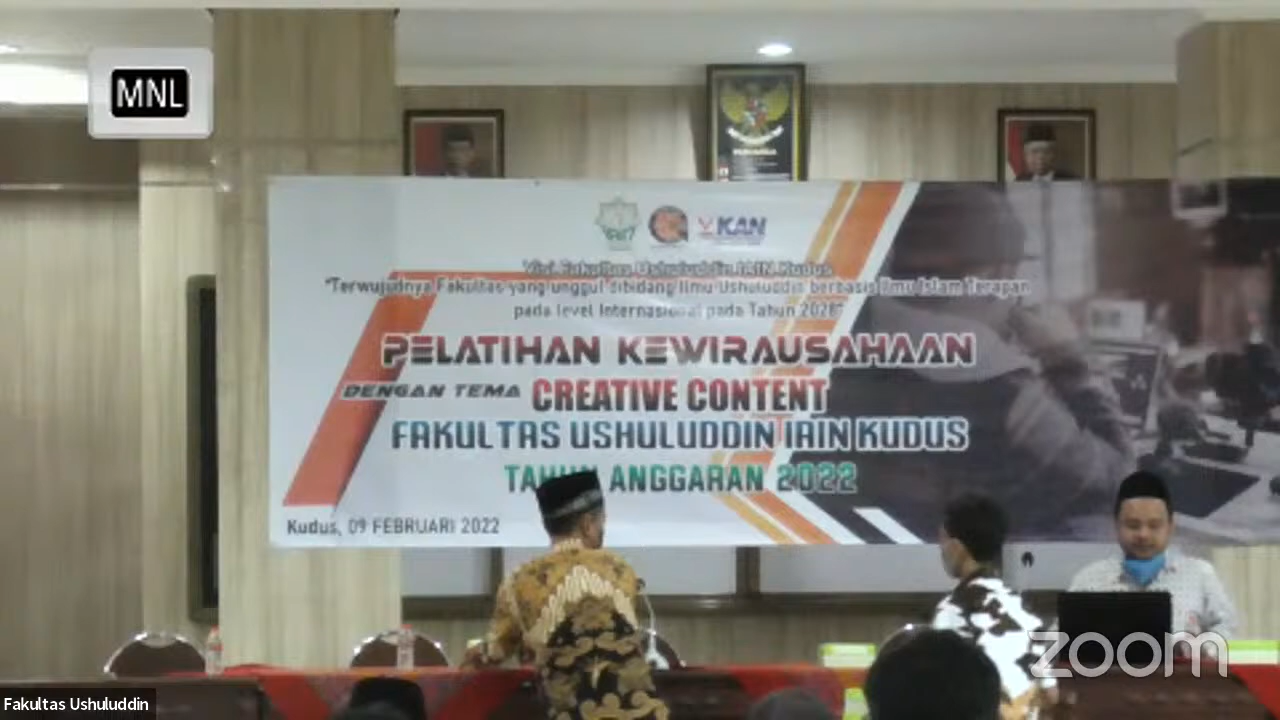 MNL
KAN
Visi Fakultas Ushuluddin IAIN Kudus
"Terwujudnya Fakultas yang unggul dibidang Ilmu Ushuluddin berbasis Ilmu Islam Terapan
pada level Internasional pada Tahun 2028"
PELATIHAN KEWIRAUSAHAAN
DENGAN TEMA CREATIVE CONTENT
FAKULTAS USHULUDDIN IAIN KUDUS
TAHUN ANGGARAN 2022
Kudus, 09 FEBRUARI 2022
zoom
Fakultas Ushuluddin